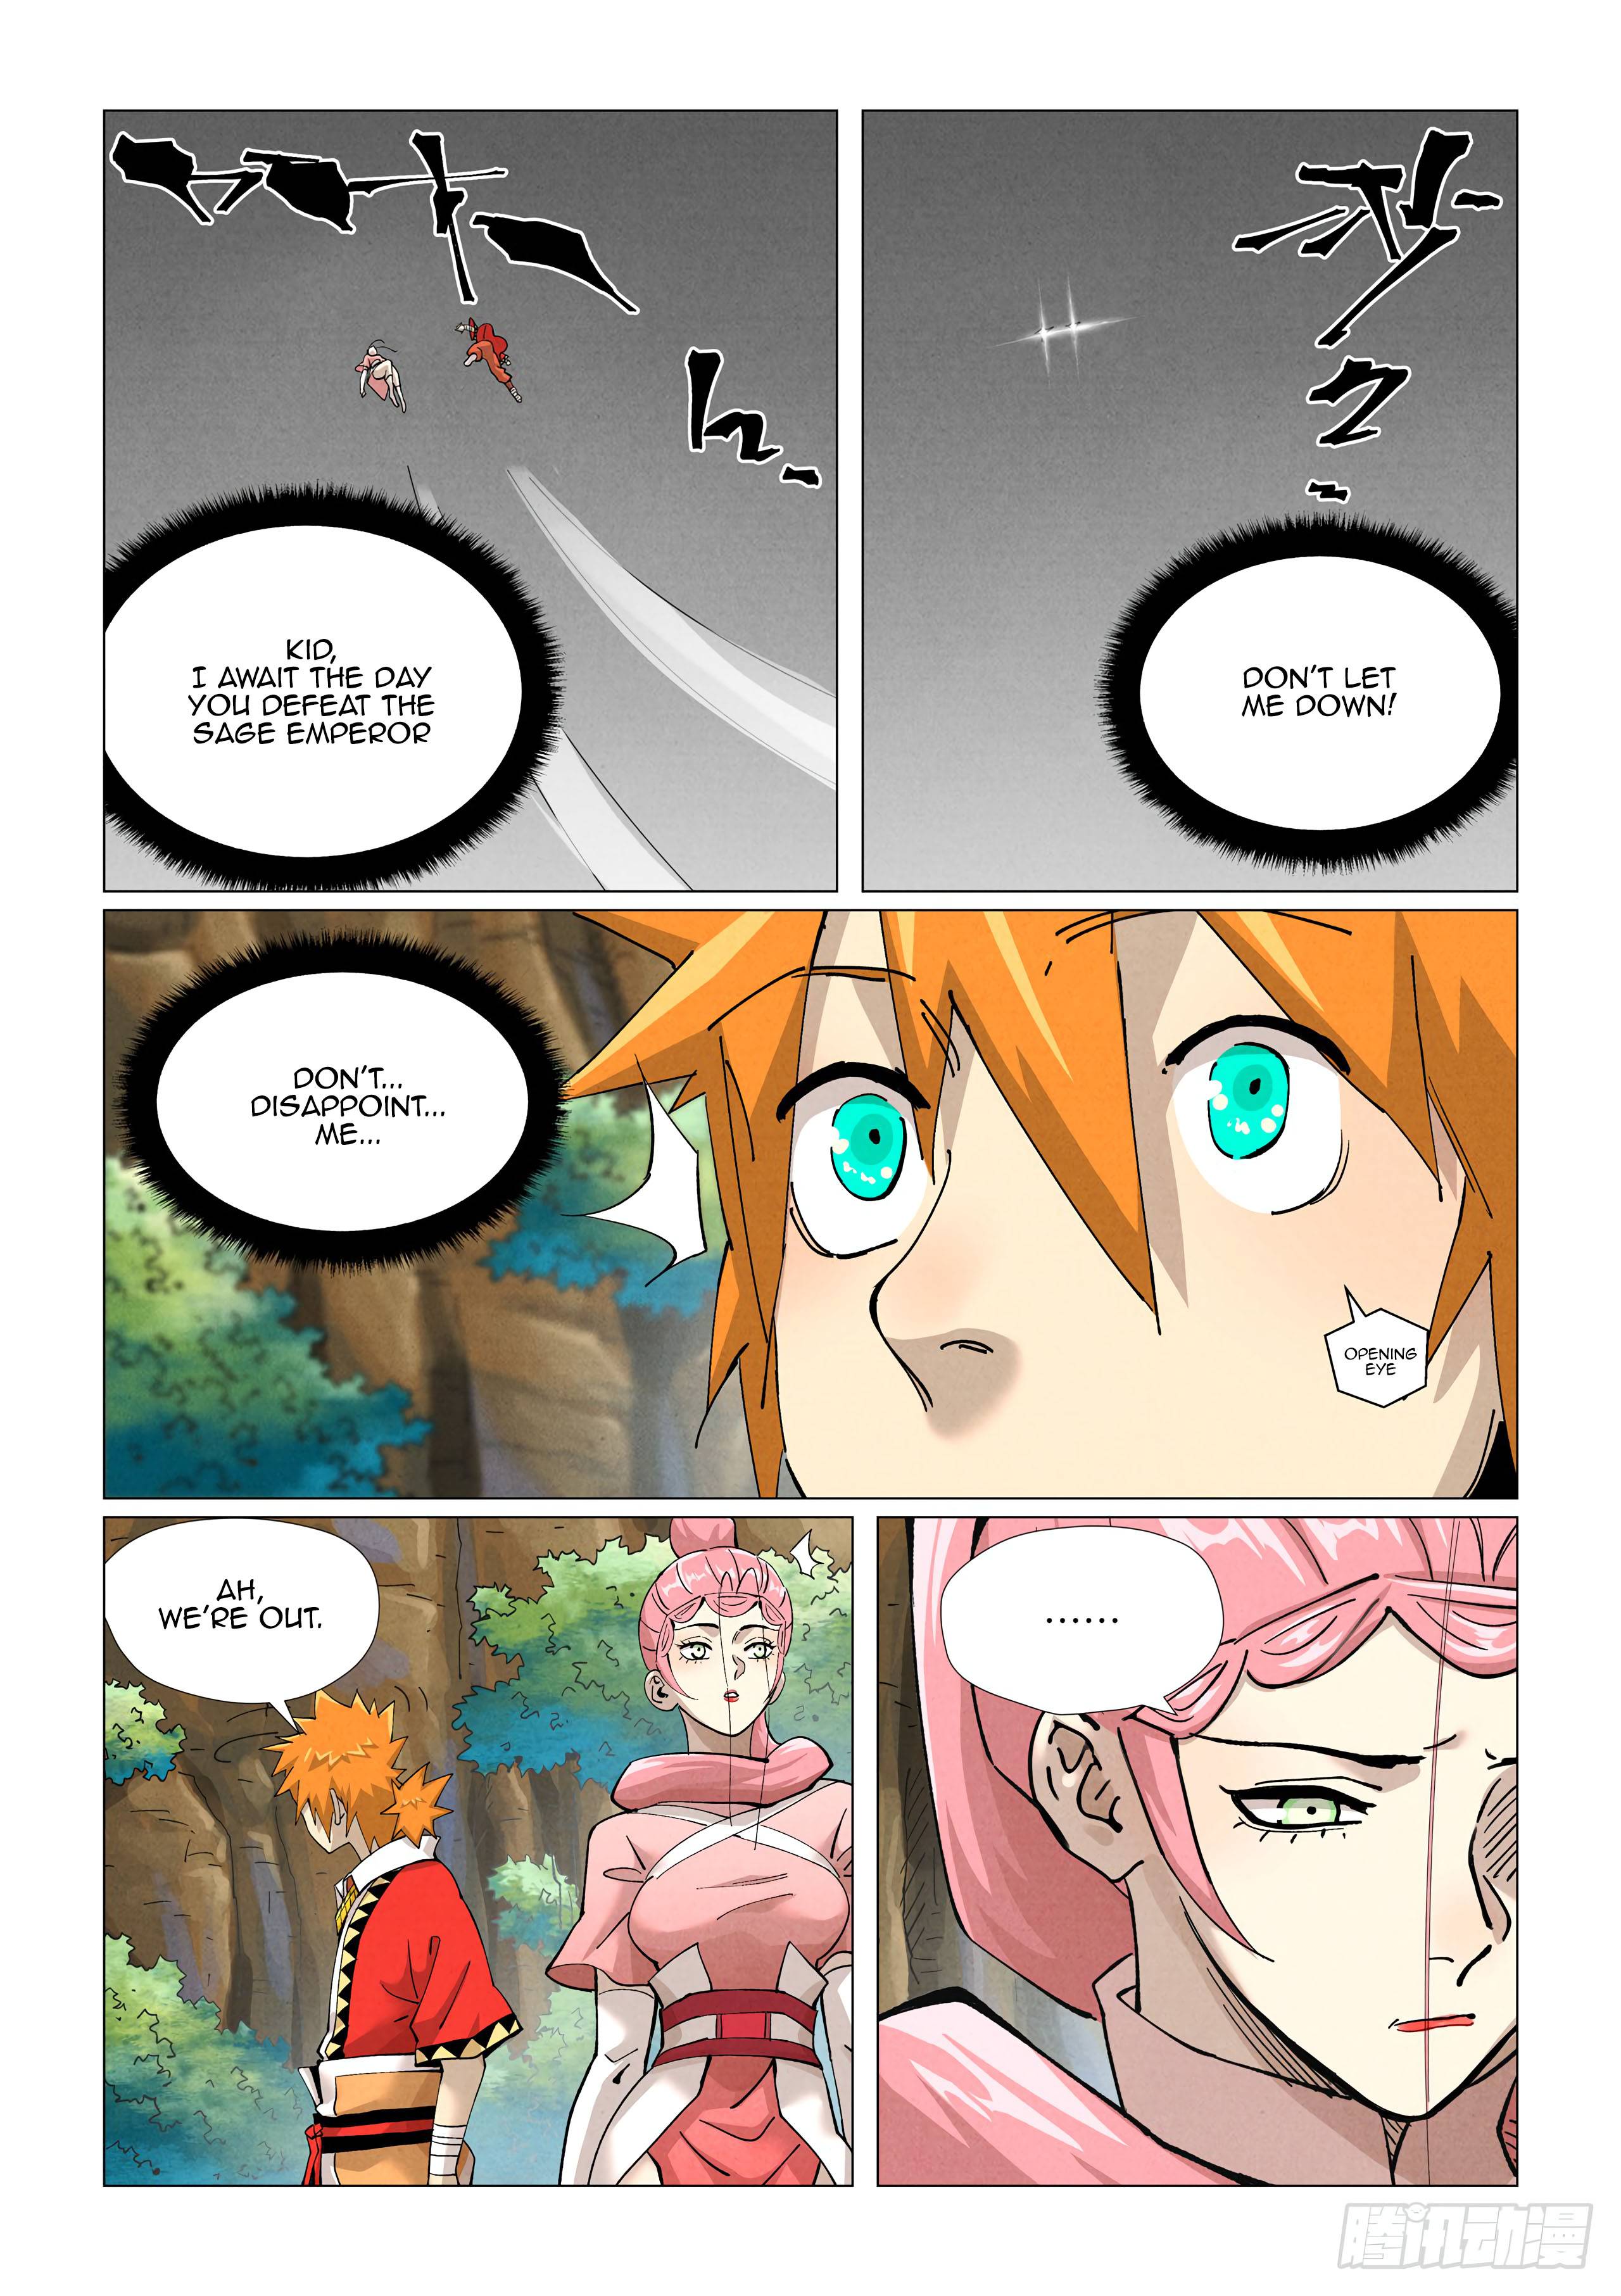 KID,
I AWAIT THE DAY
YOU DEFEAT THE
SAGE EMPEROR
DON'T LET
ME DOWN!
DON'T...
DISAPPOINT...
ME...
OPENING
EYE
AH,
WE'RE OUT.
......
腾讯动漫